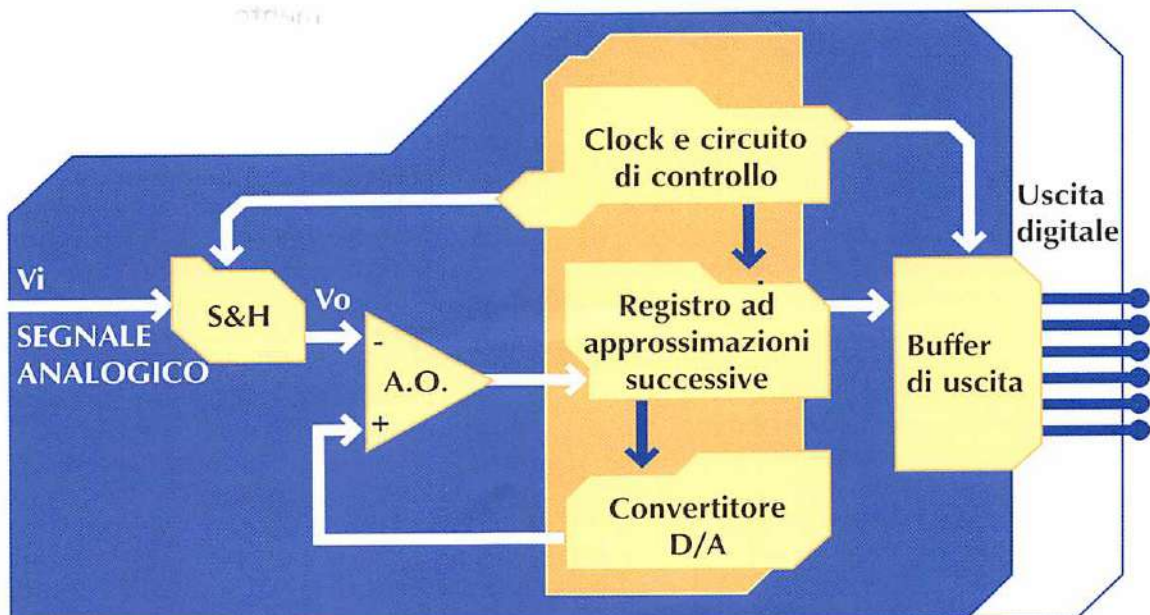 Clock e circuito
di controllo
Uscita
digitale
Vi
SEGNALE
ANALOGICO
S&H
Vo
-
A.O.
+
Registro ad
approssimazioni
successive
Buffer
di uscita
Convertitore
D/A